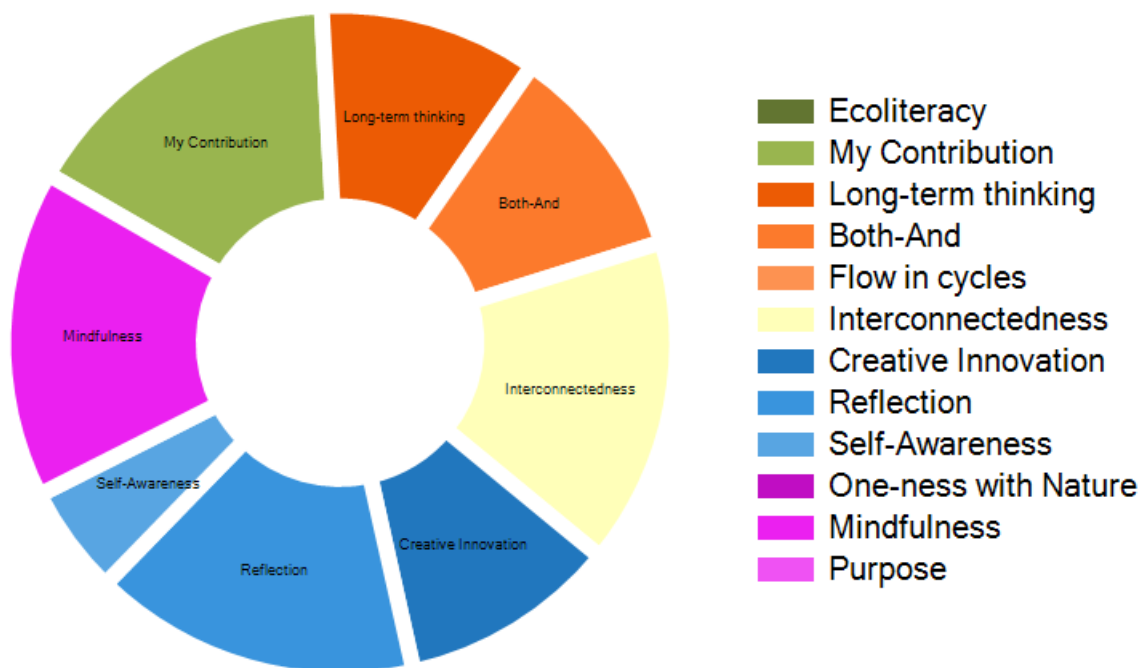 Long-term thinking
My Contribution
Both-And
Mindfulness
Interconnectedness
Self-Awareness
Creative Innovation
Reflection
Ecoliteracy
My Contribution
Long-term thinking
Both-And
Flow in cycles
Interconnectedness
Creative Innovation
Reflection
Self-Awareness
One-ness with Nature
Mindfulness
Purpose